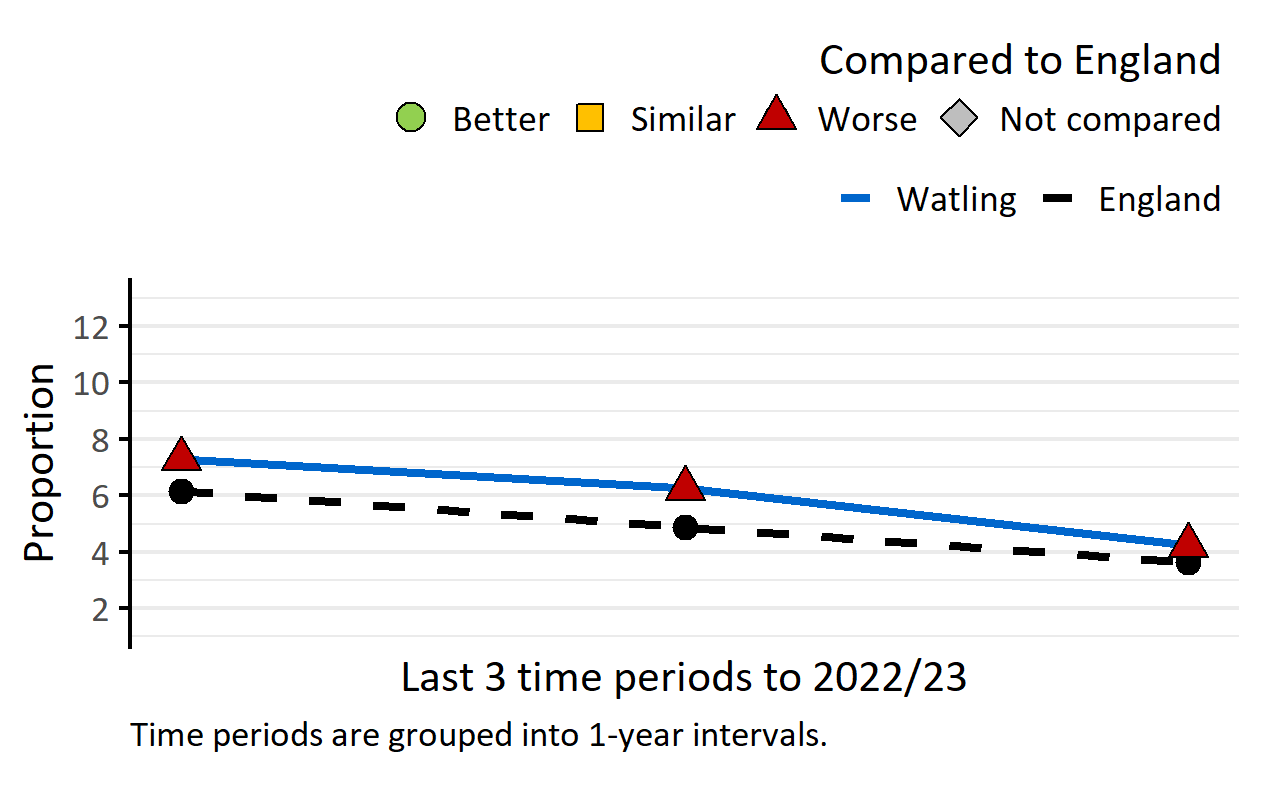 Compared to England
Better Similar Worse Not compared
Watling England
Proportion
12
10
8
6
4
2
Last 3 time periods to 2022/23
Time periods are grouped into 1-year intervals.